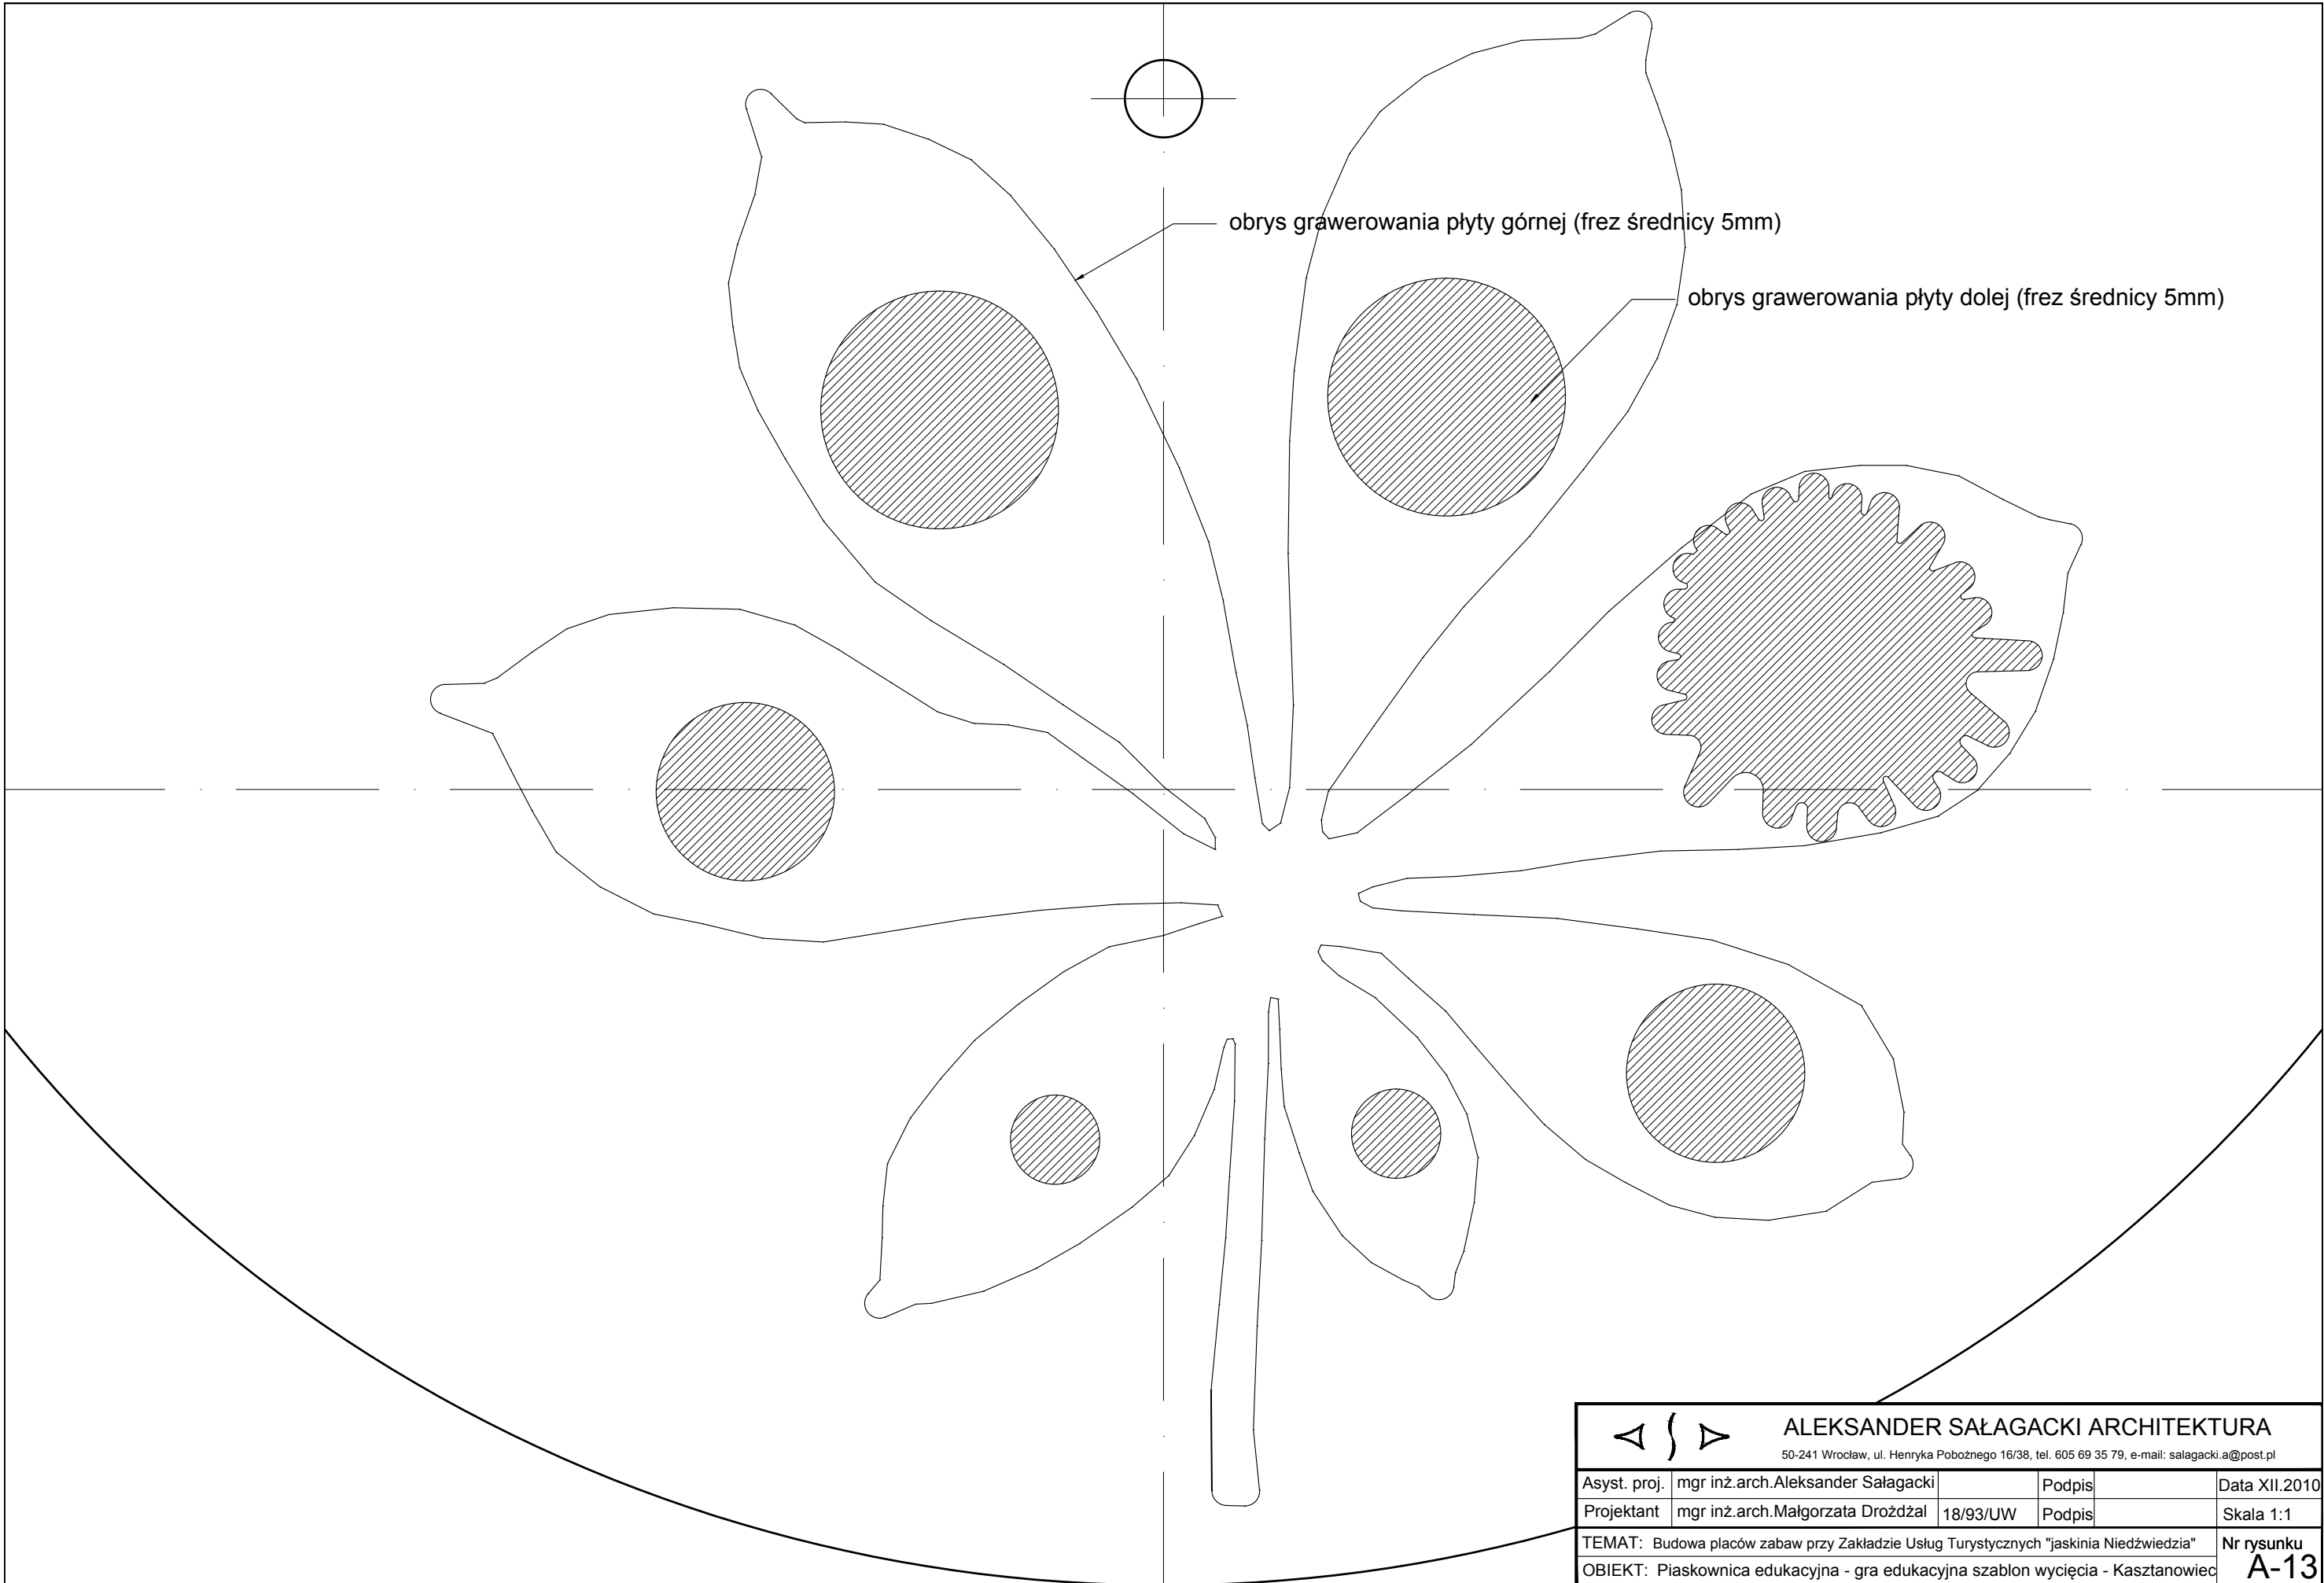 obrys grawerowania płyty górnej (frez średnicy 5mm)
obrys grawerowania płyty dolej (frez średnicy 5mm)
ALEKSANDER SAŁAGACKI ARCHITEKTURA
50-241 Wrocław, ul. Henryka Pobożnego 16/38, tel. 605 69 35 79, e-mail: salagacki.a@post.pl
Asyst. proj. mgr inż.arch.Aleksander Sałagacki Podpis Data XII.2010
Projektant mgr inż.arch.Małgorzata Drożdżal 18/93/UW Podpis Skala 1:1
TEMAT: Budowa placów zabaw przy Zakładzie Usług Turystycznych "jaskinia Niedźwiedzia" Nr rysunku
OBIEKT: Piaskownica edukacyjna - gra edukacyjna szablon wycięcia - Kasztanowiec A-13